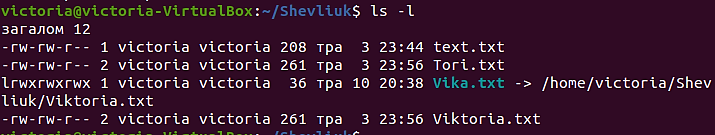 victoria@victoria-VirtualBox:~/Shevliuk$ ls -l
загалом 12
-rw-rw-r-- 1 victoria victoria 208 тра  3 23:44 text.txt
-rw-rw-r-- 2 victoria victoria 261 тра  3 23:56 Tori.txt
lrwxrwxrwx 1 victoria victoria  36 тра 10 20:38 Vika.txt -> /home/victoria/Shev
liuk/Viktoria.txt
-rw-rw-r-- 2 victoria victoria 261 тра  3 23:56 Viktoria.txt